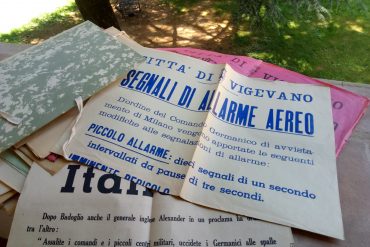 CITTA' DI VIGEVANO
SEGNALI DI ALLARME AEREO
D'ordine del Comando Germanico di avvista-
mento di Milano vengono apportate le seguenti
modifiche alle segnalazioni di allarme:
PICCOLO ALLARME: dieci segnali di un secondo
intervallati da pause
di tre secondi.
IMMINENTE PERICOLO
Ital
Dopo Badoglio anche il generale inglese Alexander in un proclama ha
tra l'altro:
" Assalite i comandi e i piccoli centri militari, uccidete i Germanici alle spalle